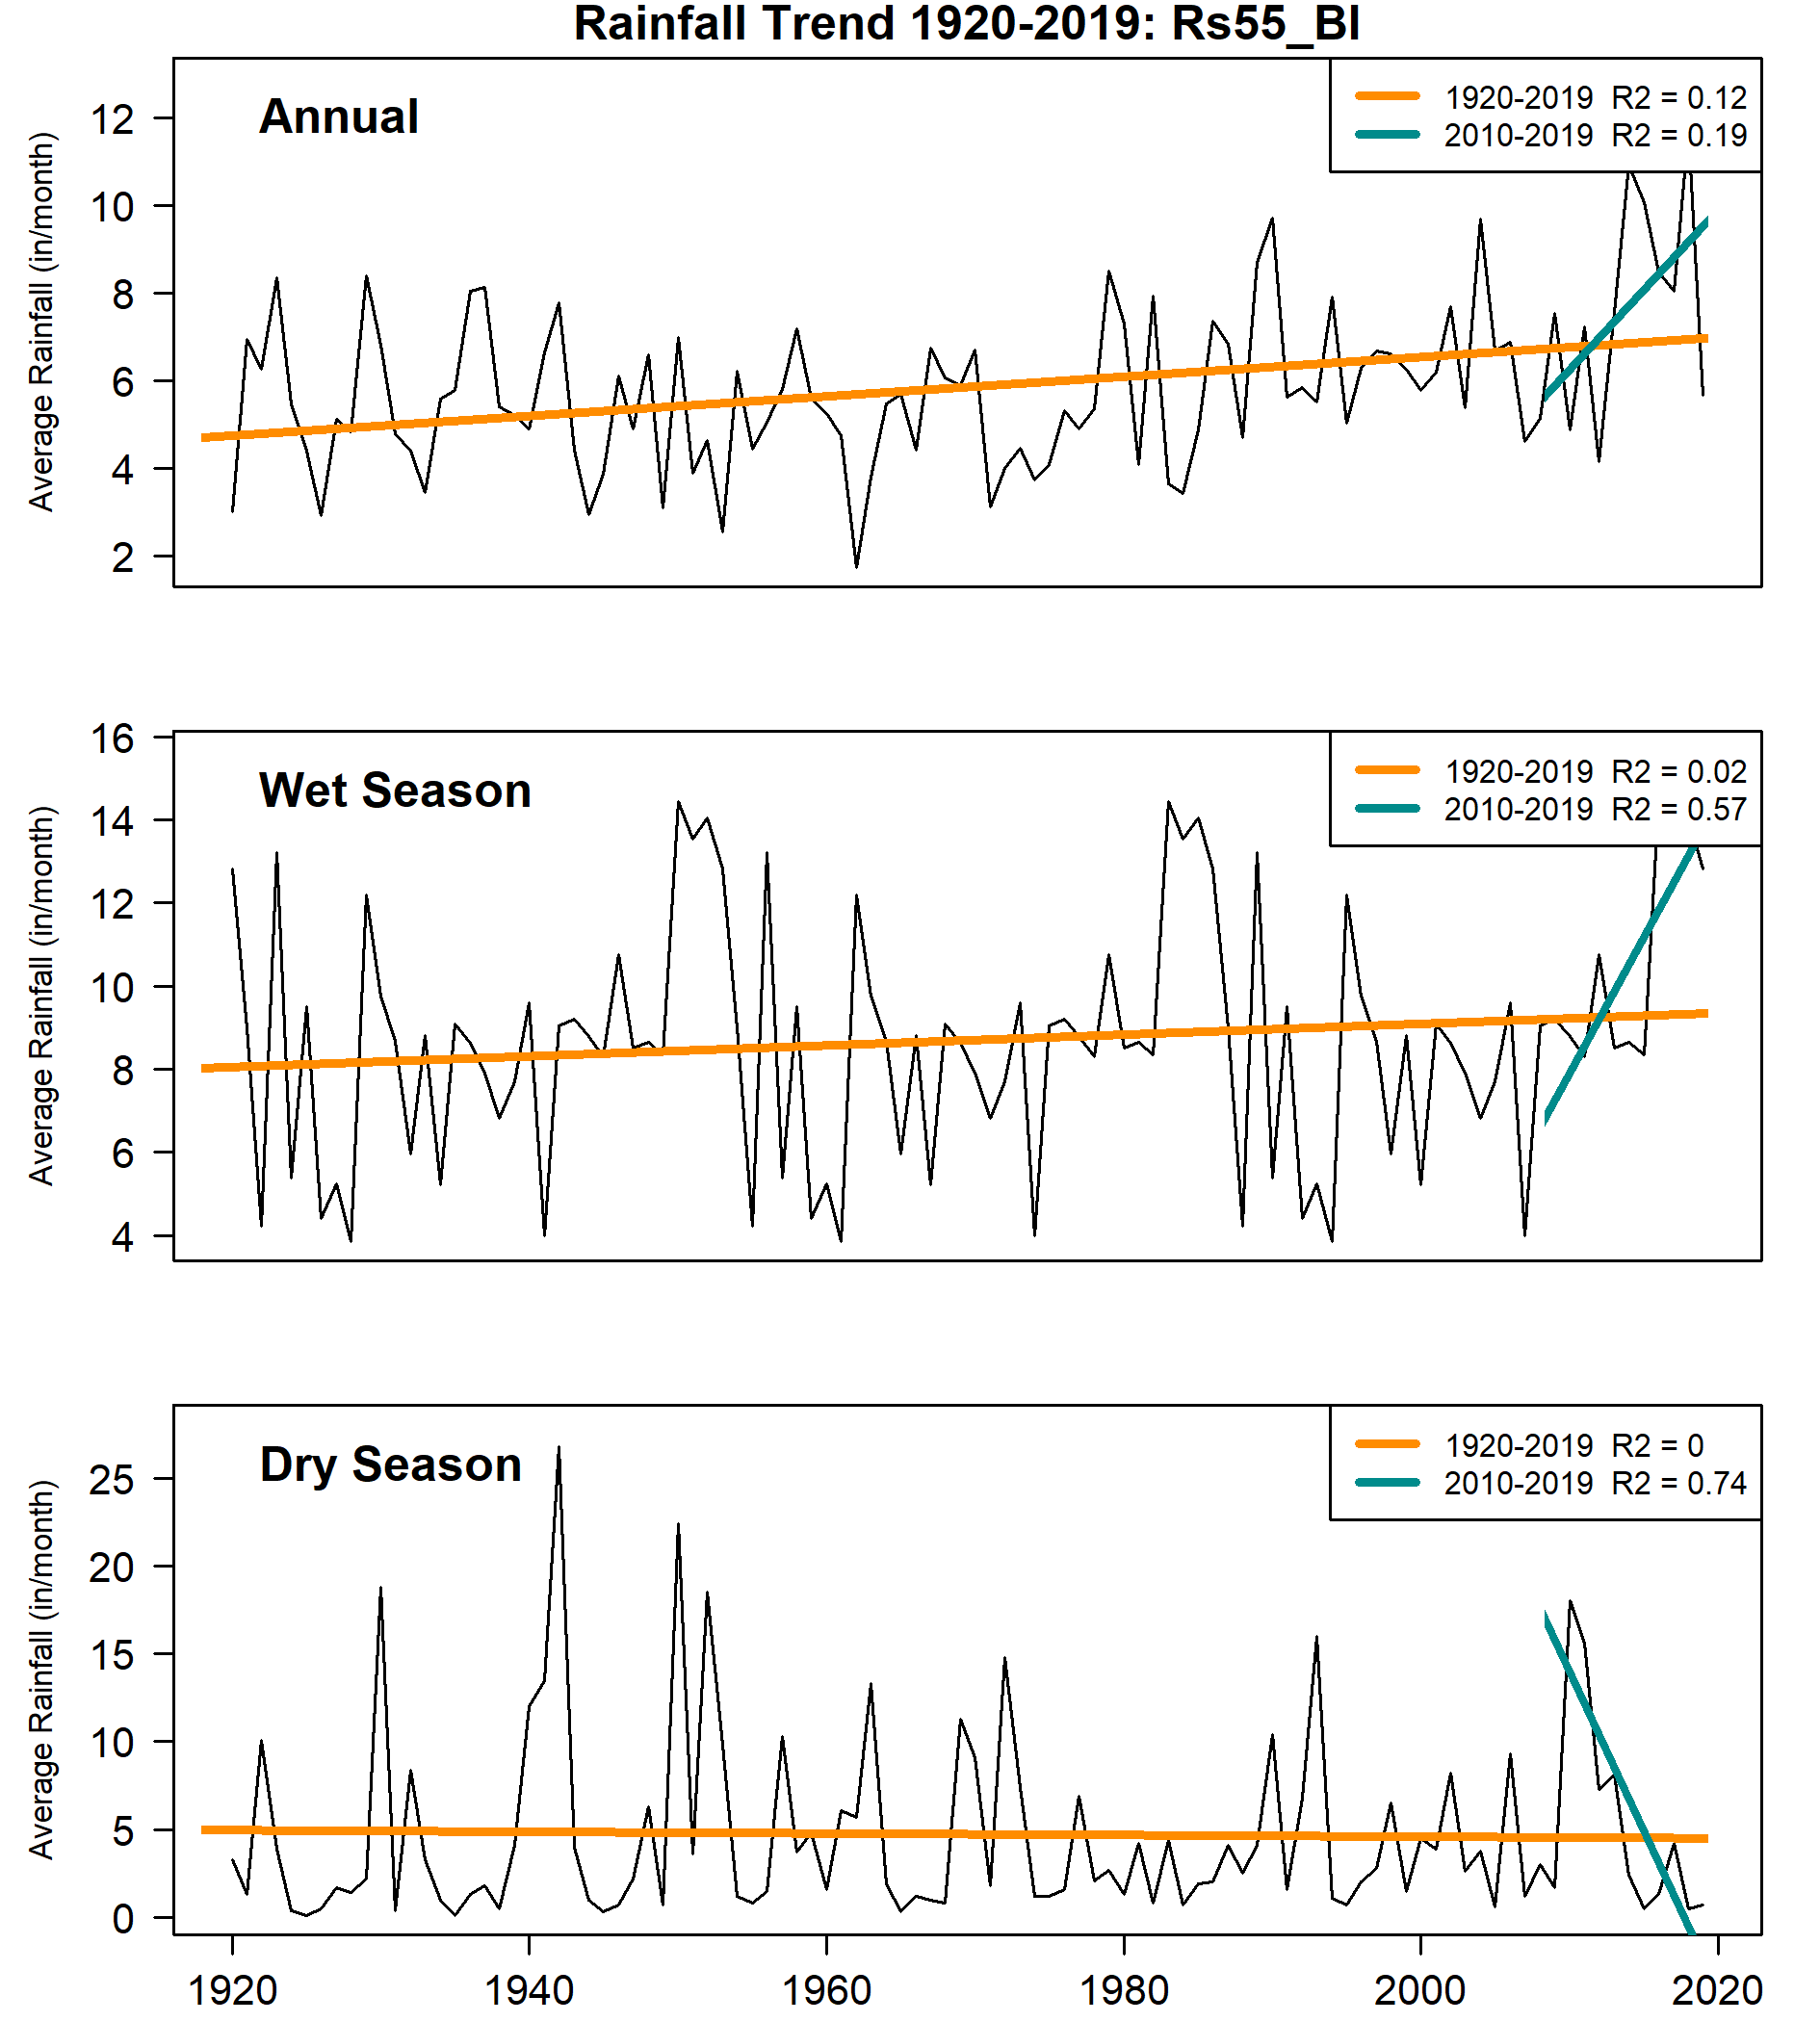 Rainfall Trend 1920-2019: Rs55_BI
Annual
1920-2019 R2 = 0.12
2010-2019 R2 = 0.19
Average Rainfall (in/month)
12
10
8
6
4
2
Wet Season
1920-2019 R2 = 0.02
2010-2019 R2 = 0.57
Average Rainfall (in/month)
16
14
12
10
8
6
4
Dry Season
1920-2019 R2 = 0
2010-2019 R2 = 0.74
Average Rainfall (in/month)
25
20
15
10
5
0
1920 1940 1960 1980 2000 2020